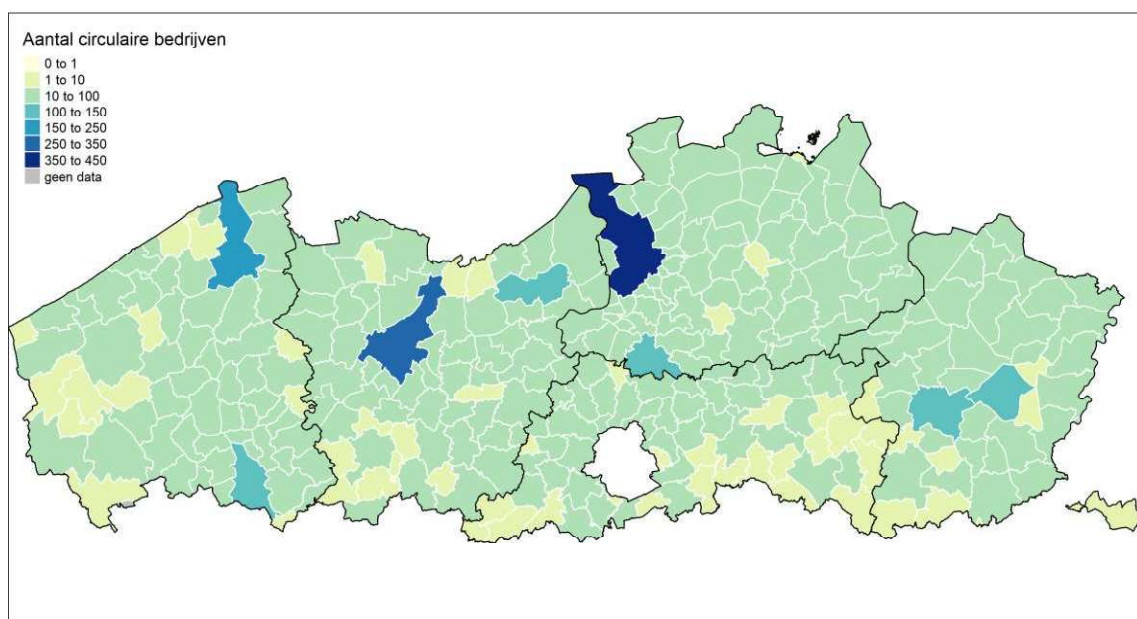 Aantal circulaire bedrijven
0 to 1
1 to 10
10 to 100
100 to 150
150 to 250
250 to 350
350 to 450
geen data